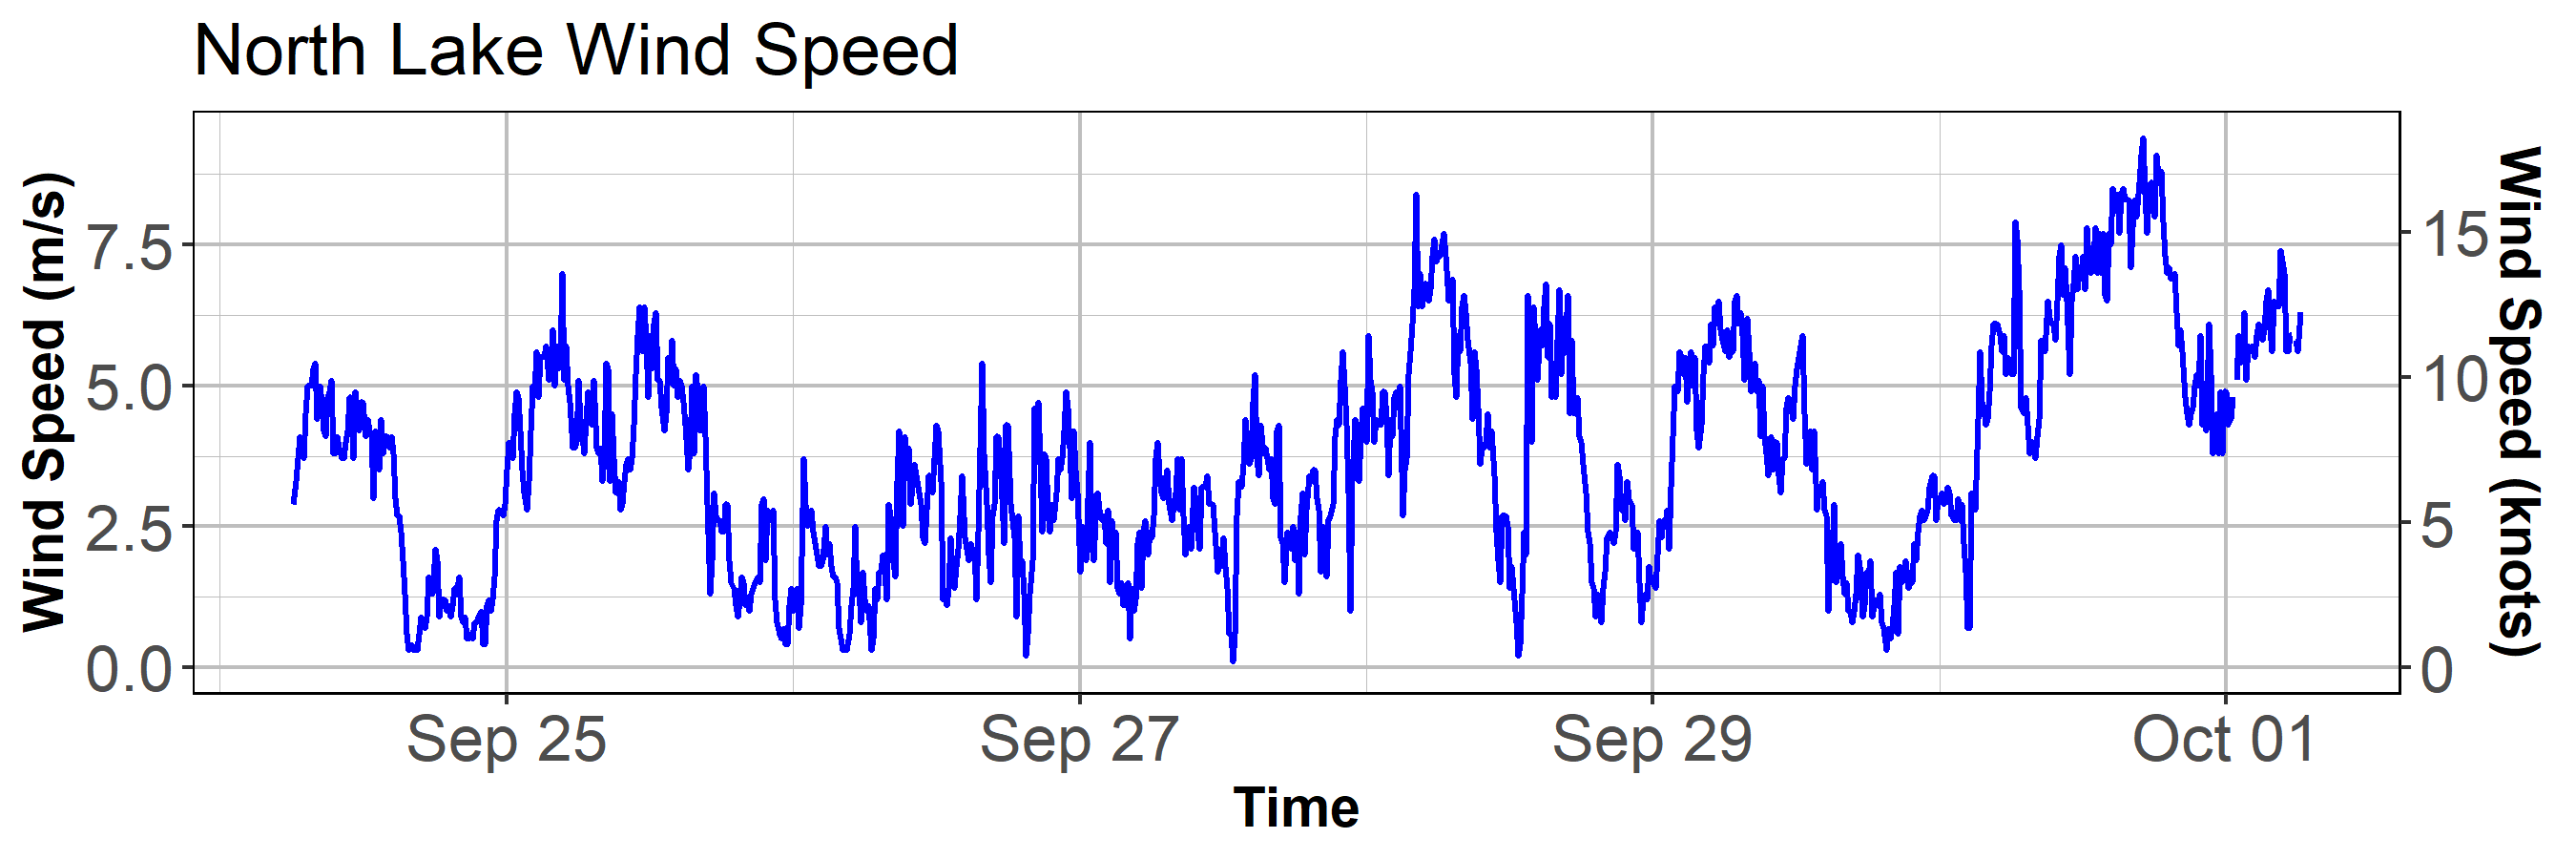 North Lake Wind Speed
Wind Speed (m/s)
7.5
5.0
2.5
0.0
Wind Speed (knots)
15
10
5
0
Sep 25
Sep 27
Sep 29
Oct 01
Time